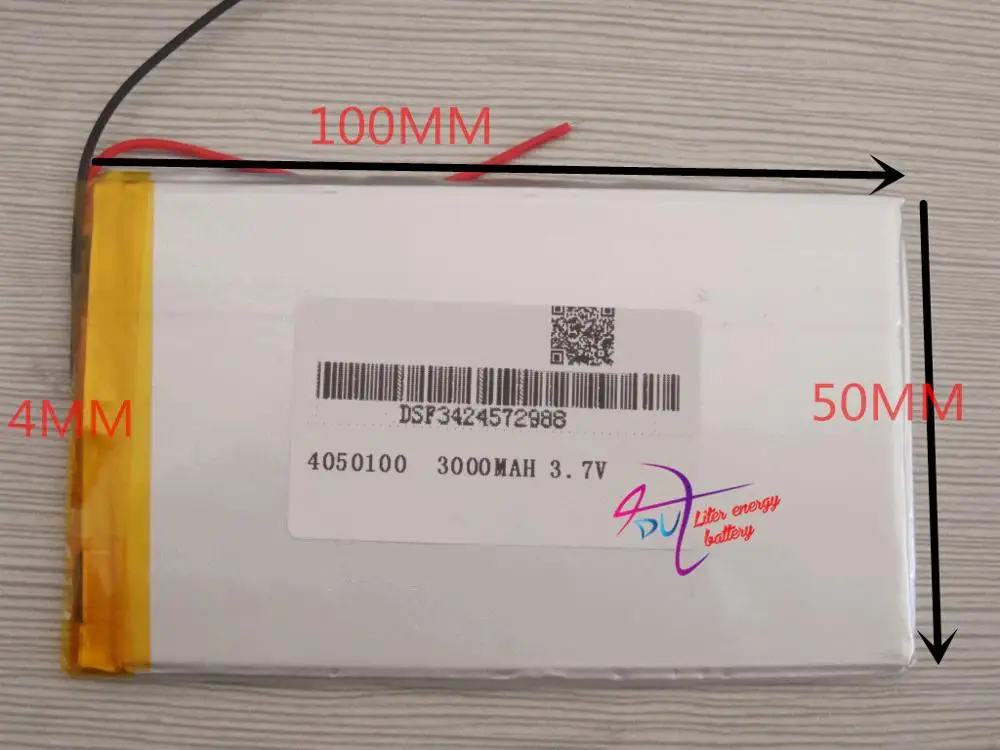 100MM
4MM
50MM
DSF3424572988
4050100 3000MAH 3.7V
Liter energy
battery